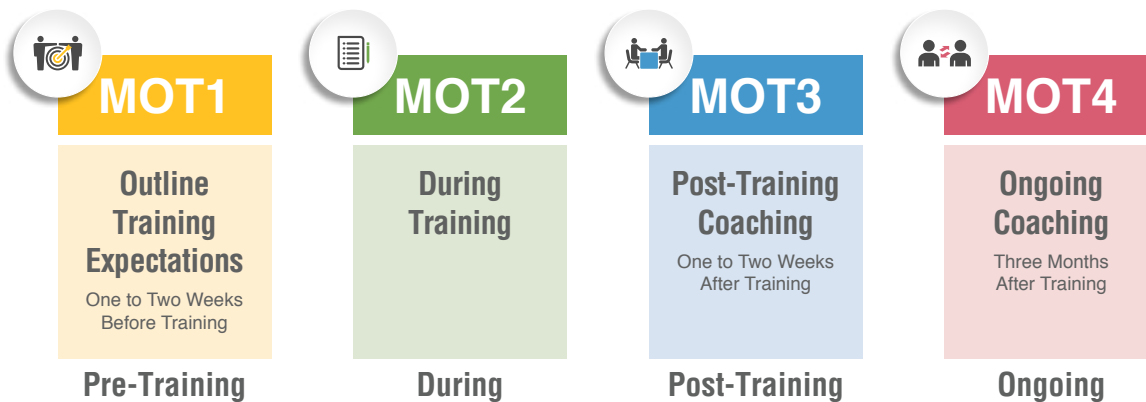 MOT1
Outline
Training
Expectations
One to Two Weeks
Before Training
Pre-Training
MOT2
During
Training
During
MOT3
Post-Training
Coaching
One to Two Weeks
After Training
Post-Training
MOT4
Ongoing
Coaching
Three Months
After Training
Ongoing